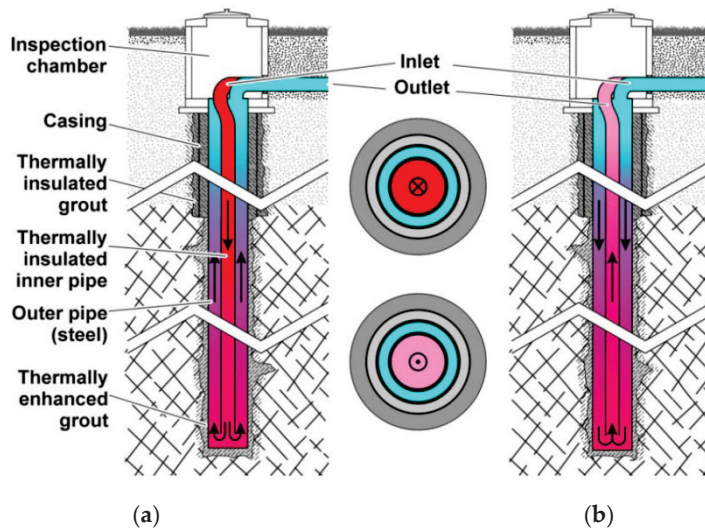 Inspection
chamber
Inlet
Outlet
Casing
Thermally
insulated
grout
Thermally
insulated
inner pipe
Outer pipe
(steel)
Thermally
enhanced
grout
(a)
(b)